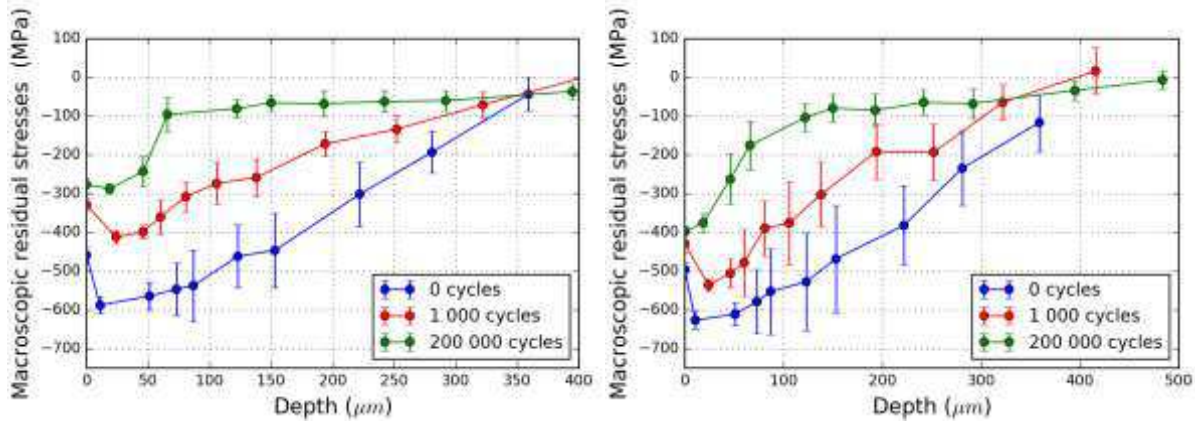 Macroscopic residual stresses (MPa)
100
0
−100
−200
−300
−400
−500
−600
−700
0 50 100 150 200 250 300 350 400
Depth (μm)
0 cycles
1 000 cycles
200 000 cycles
Macroscopic residual stresses (MPa)
100
0
−100
−200
−300
−400
−500
−600
−700
0 100 200 300 400 500
Depth (μm)
0 cycles
1 000 cycles
200 000 cycles